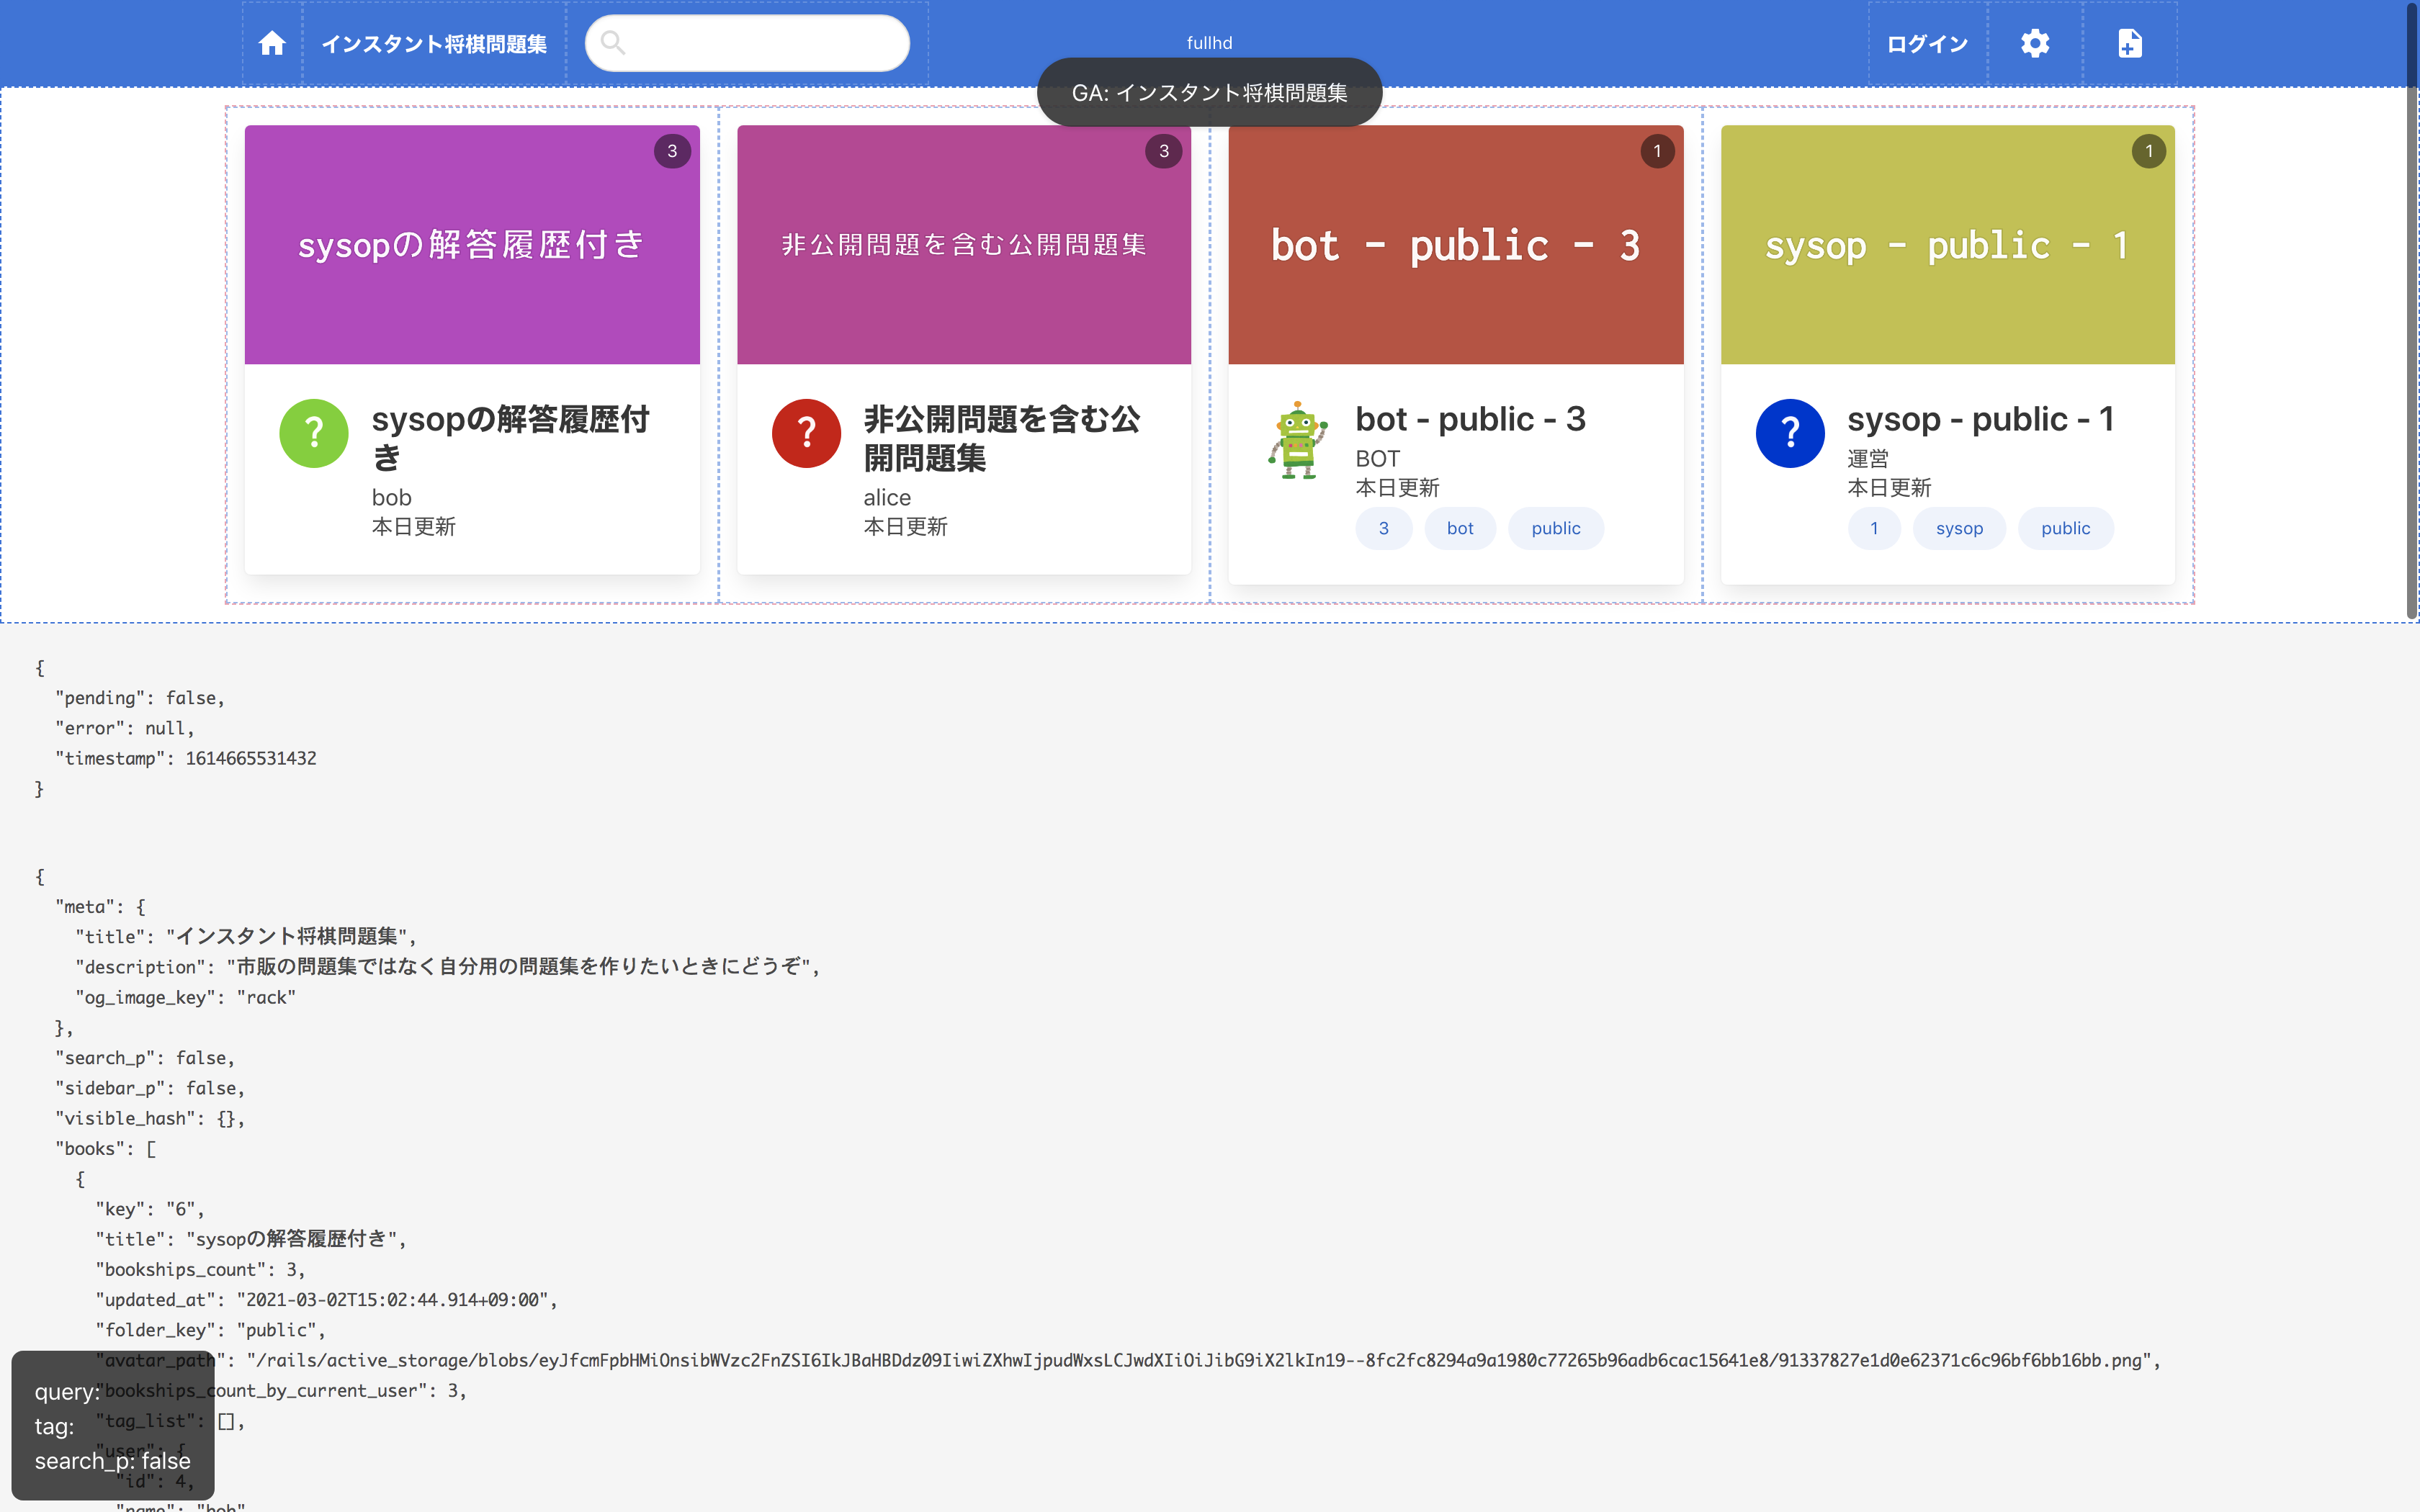 インスタント将棋問題集
fullhd
ログイン
GA: インスタント将棋問題集
3
sysopの解答履歴付き
sysopの解答履歴付
き
bob
本日更新
3
非公開問題を含む公開問題集
非公開問題を含む公
開問題集
alice
本日更新
1
bot - public - 3
bot - public - 3
BOT
本日更新
3 bot public
1
sysop - public - 1
sysop - public - 1
運営
本日更新
1 sysop public
{
"pending": false,
"error": null,
"timestamp": 1614665531432
}
{
"meta": {
"title": "インスタント将棋問題集",
"description": "市販の問題集ではなく自分用の問題集を作りたいときにどうぞ",
"og_image_key": "rack"
},
"search_p": false,
"sidebar_p": false,
"visible_hash": {},
"books": [
{
"key": "6",
"title": "sysopの解答履歴付き",
"bookships_count": 3,
"updated_at": "2021-03-02T15:02:44.914+09:00",
"folder_key": "public",
"avatar_path": "/rails/active_storage/blobs/eyJfcmFpbHMiOnsibWVzc2FnZSI6IkJBaHBDdz09IiwiZXhwIjpudWxsLCJwdXIiOiJibG9iX2lkIn19--8fc2fc8294a9a1980c77265b96adb6cac15641e8/91337827e1d0e62371c6c96bf6bb16bb.png",
"bookships_count_by_current_user": 3,
"tag_list": [],
"user": {
"id": 4,
"name": "bob"
query:
tag:
search_p: false